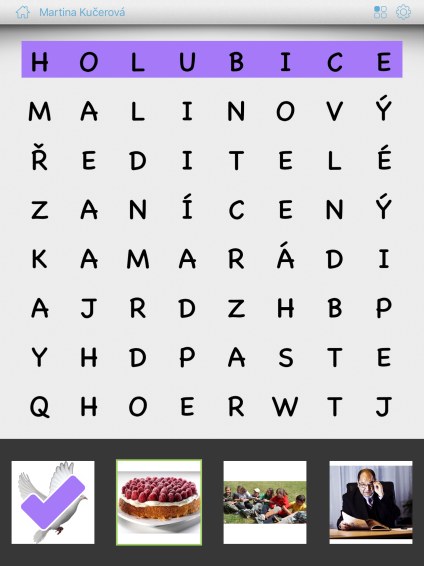 Martina Kučerová
H O L U B I C E
M A L I N O V Ý
Ř E D I T E L É
Z A N Í C E N Ý
K A M A R Á D I
A J R D Z H B P
Y H D P A S T E
Q H O E R W T J